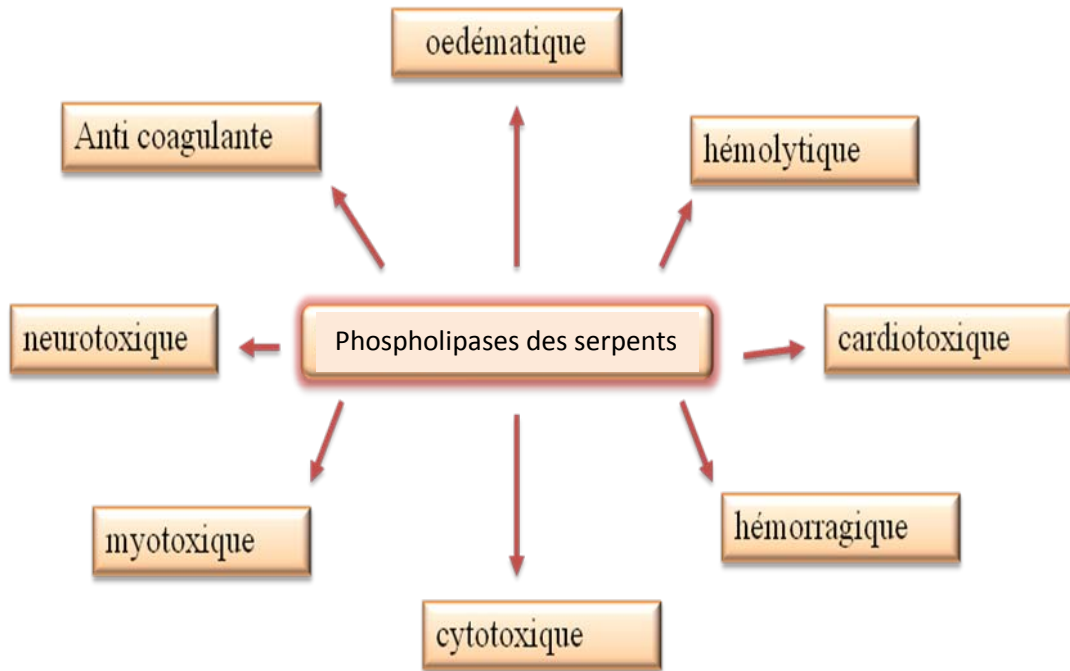 oedématique
Anti coagulante
hémolytique
neurotoxique
Phospholipases des serpents
cardiotoxique
myotoxique
hémorragique
cytotoxique